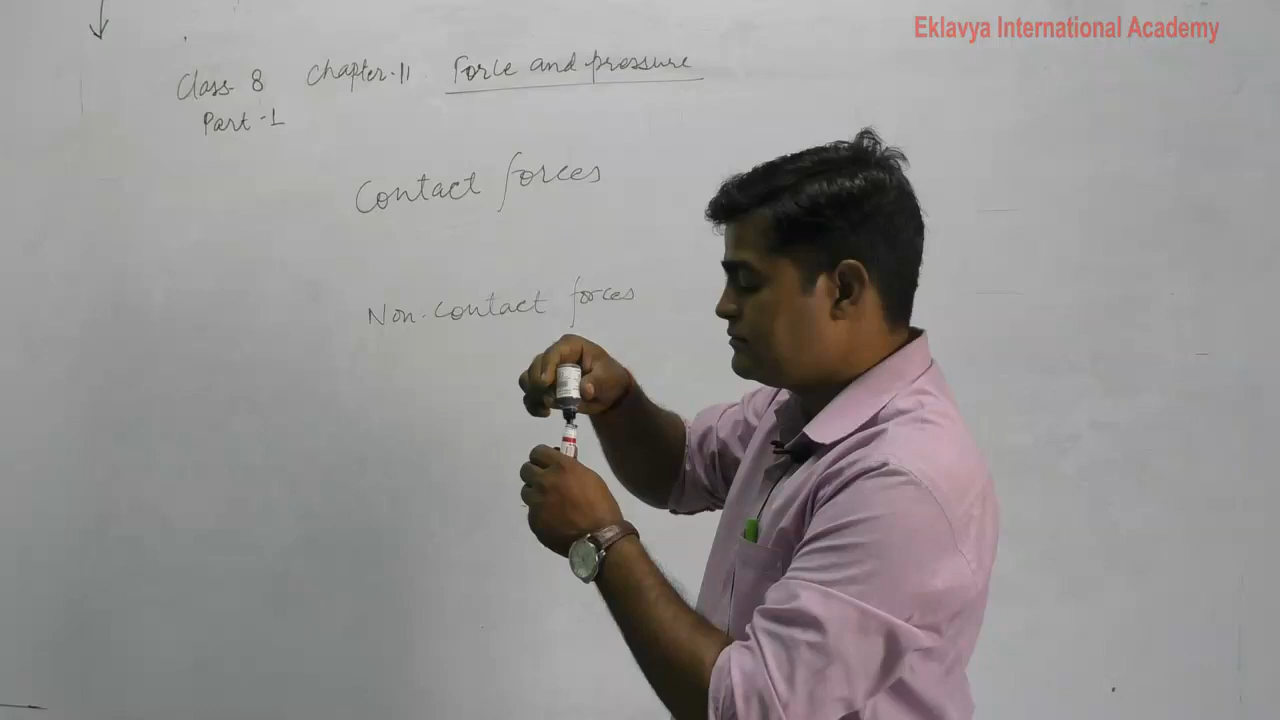 Eklavya International Academy
Class- 8 Chapter-11 Force and pressure
Part-1
Contact forces
Non-contact forces